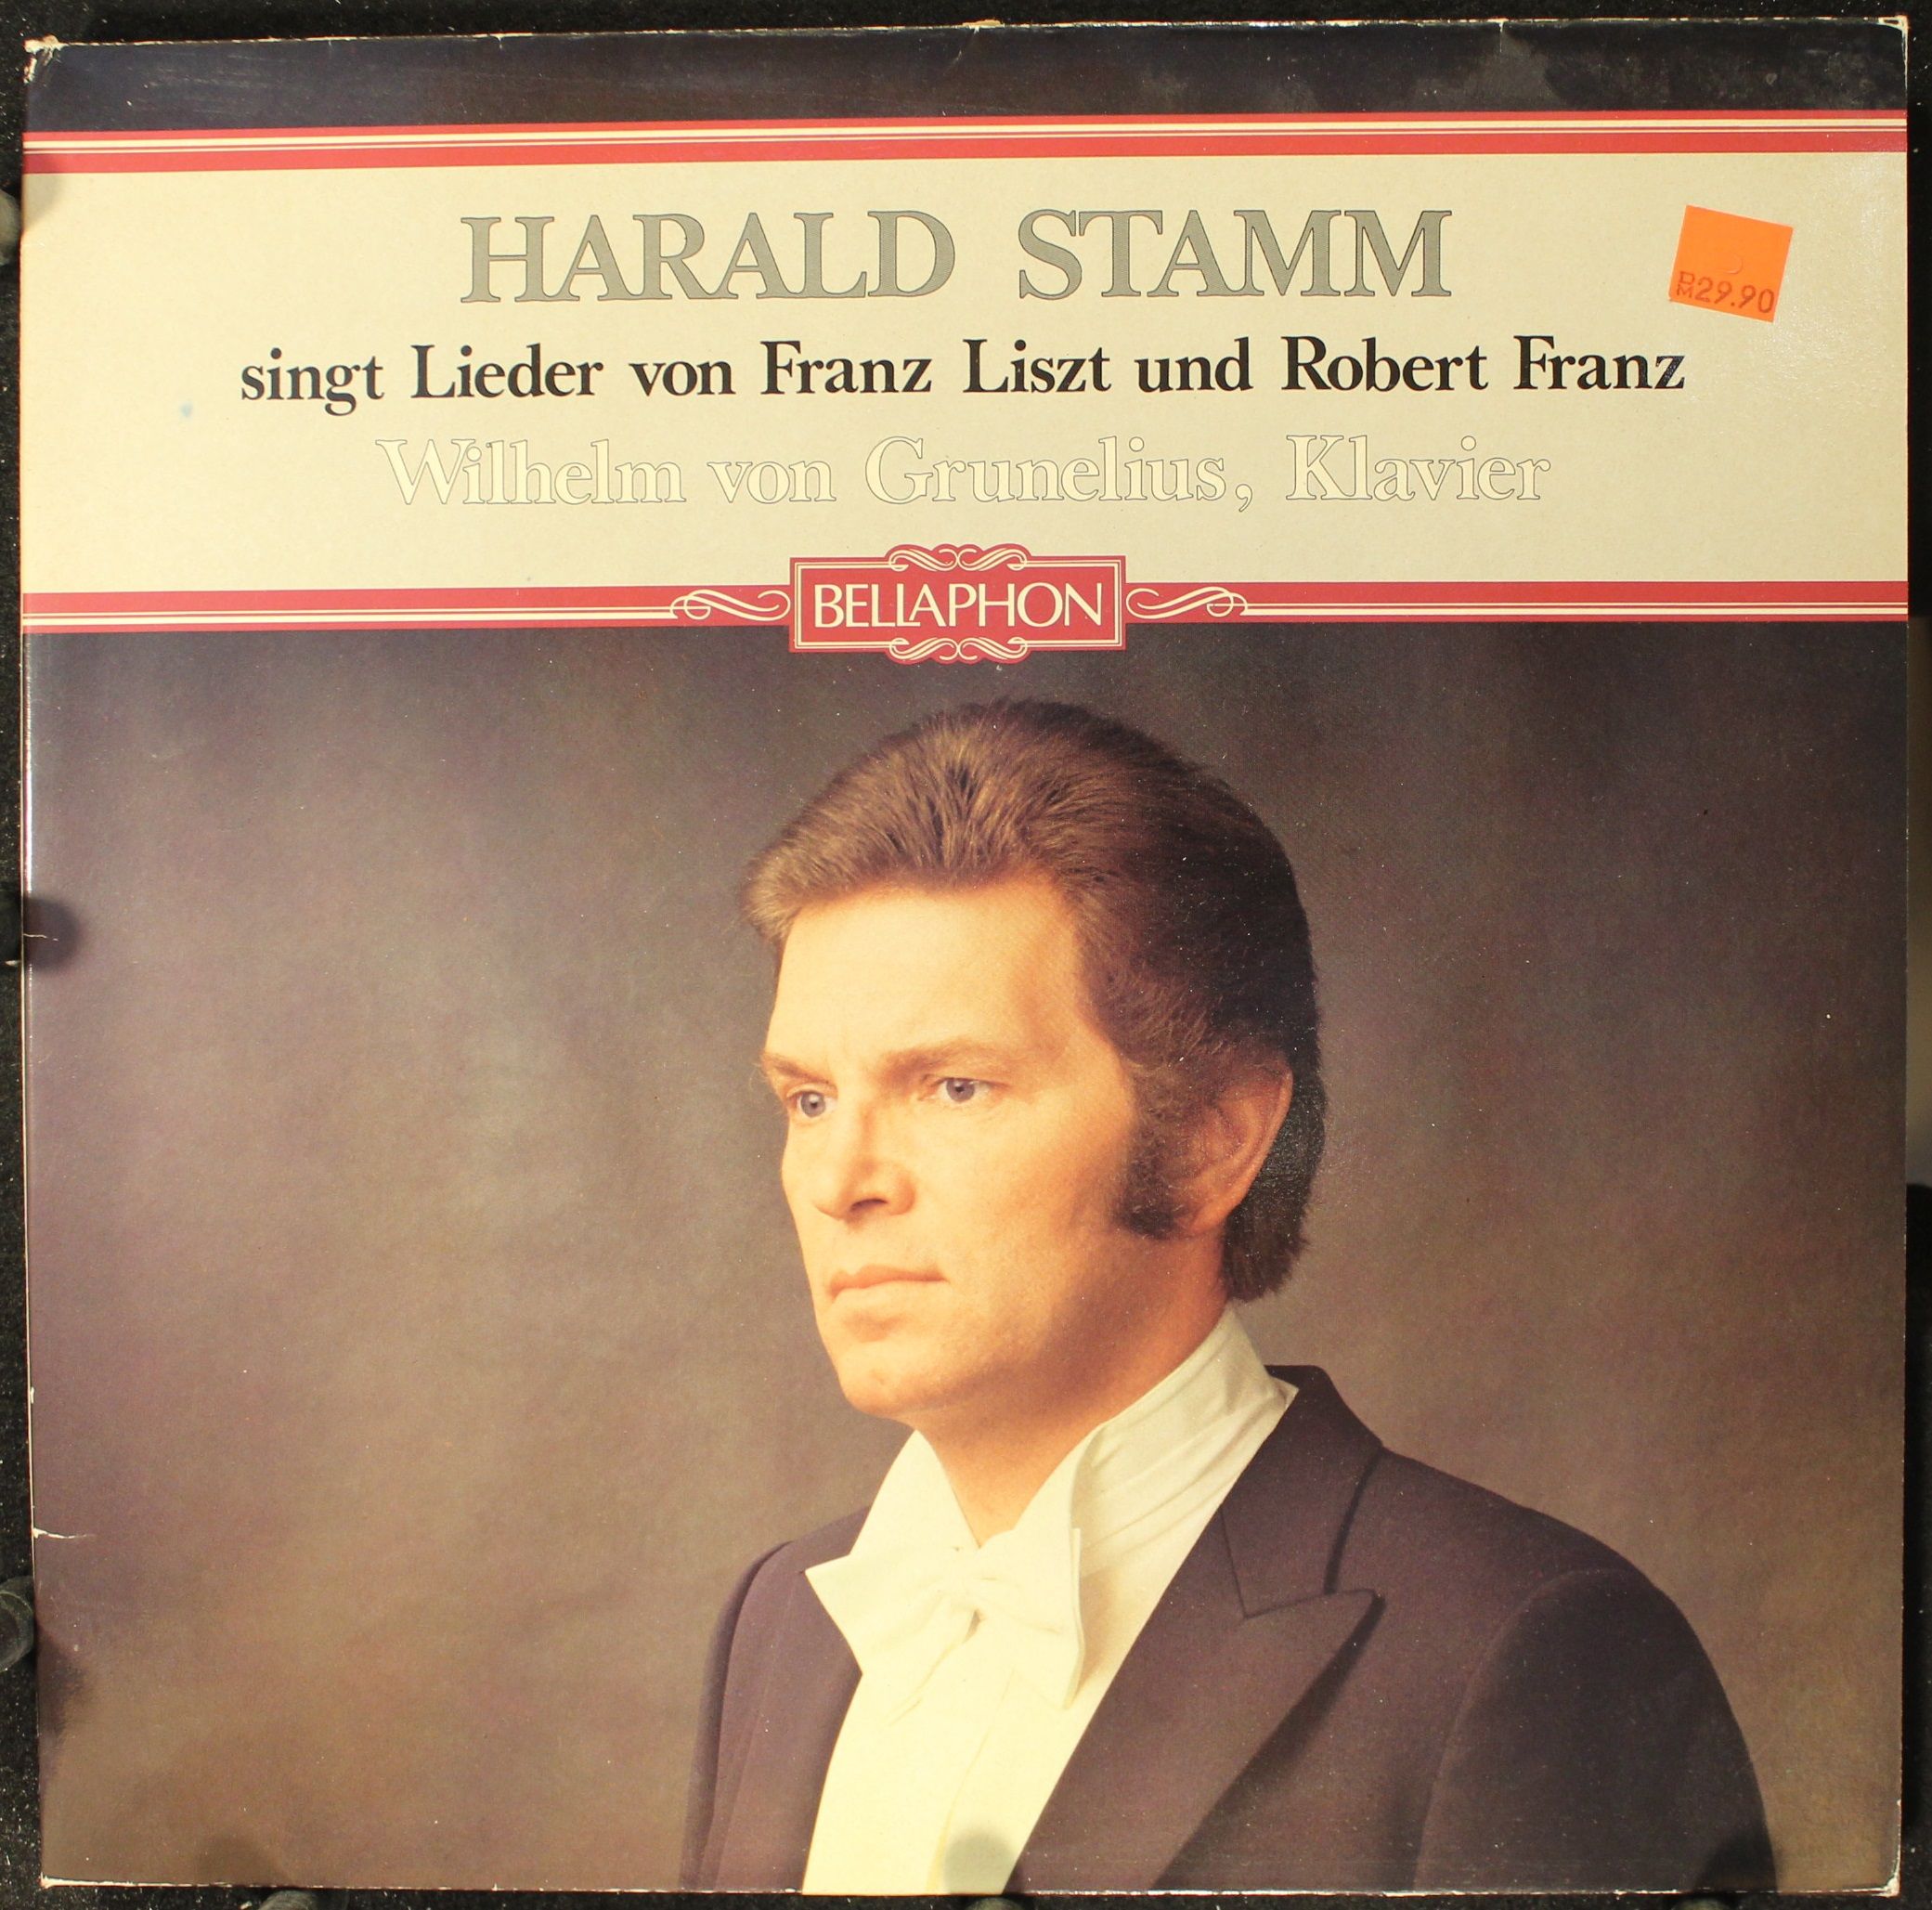 HARALD STAMM
DM29.90
singt Lieder von Franz Liszt und Robert Franz
Wilhelm von Grunelius, Klavier
BELLAPHON